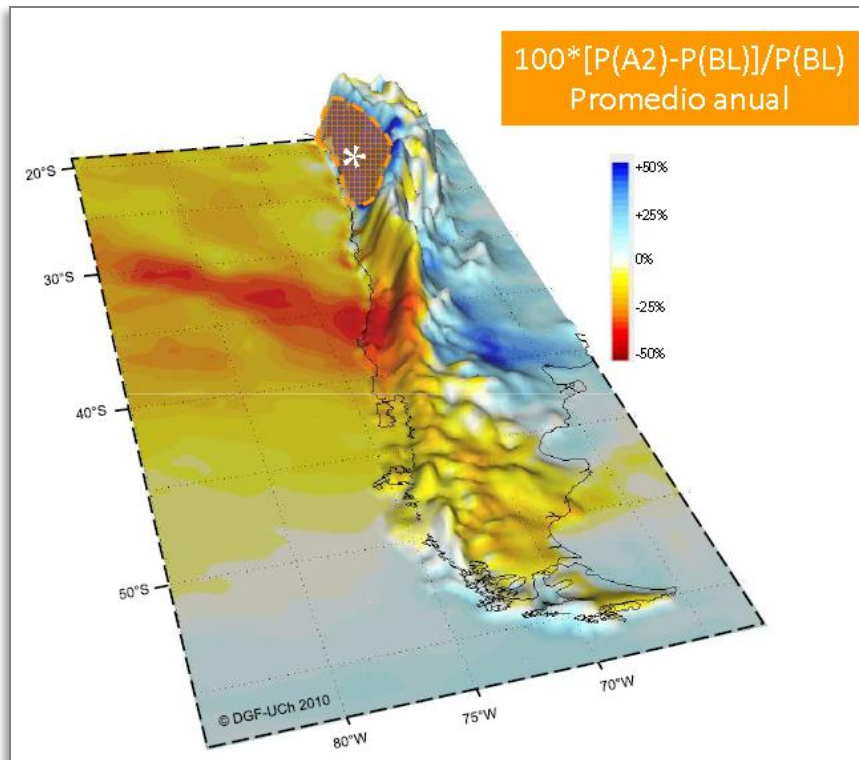 100*[P(A2)-P(BL)]/P(BL)
Promedio anual
+50%
+25%
0%
-25%
-50%
20°S
30°S
40°S
50°S
*
© DGF-UCh 2010
80°W
75°W
70°W